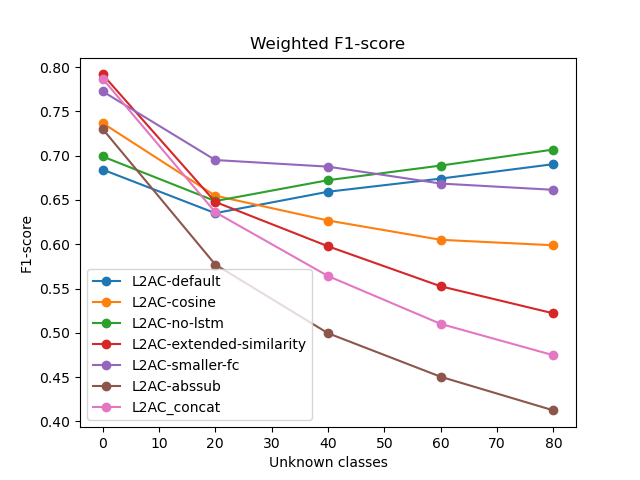 Weighted F1-score
0.80
0.75
0.70
0.65
0.60
0.55
0.50
0.45
0.40
F1-score
L2AC-default
L2AC-cosine
L2AC-no-lstm
L2AC-extended-similarity
L2AC-smaller-fc
L2AC-abssub
L2AC_concat
0 10 20 30 40 50 60 70 80
Unknown classes